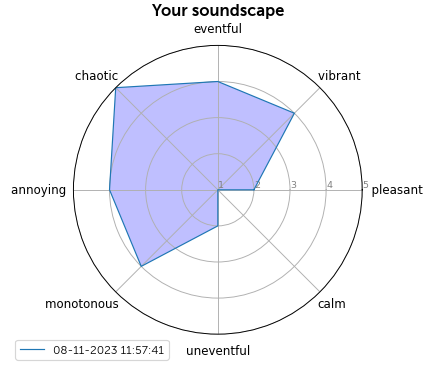 Your soundscape
eventful
chaotic
vibrant
annoying
1
2
3
4
5
pleasant
monotonous
calm
uneventful
08-11-2023 11:57:41